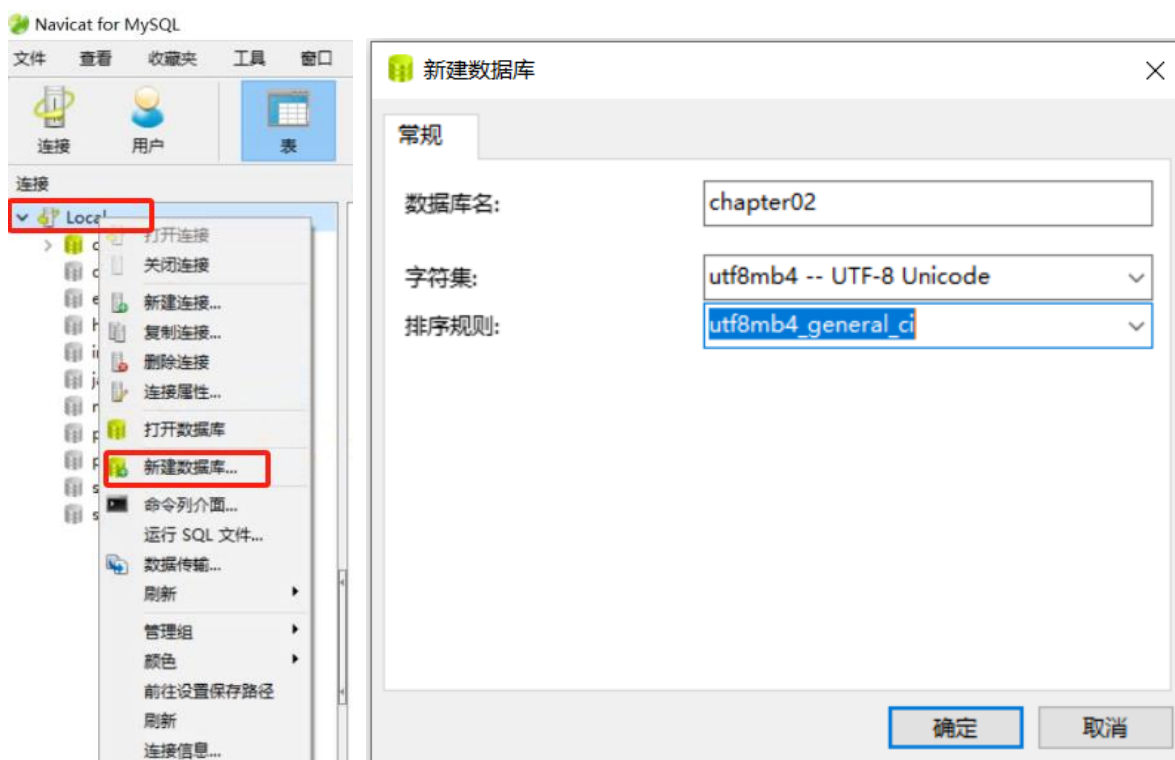 Navicat for MySQL
文件 查看 收藏夹 工具 窗口
连接 用户 表
连接
Local
打开连接
关闭连接
新建连接...
复制连接...
删除连接
连接属性...
打开数据库
新建数据库...
命令列介面...
运行 SQL 文件...
数据传输...
刷新
管理组
颜色
前往设置保存路径
刷新
连接信息...
新建数据库
常规
数据库名: chapter02
字符集: utf8mb4 -- UTF-8 Unicode
排序规则: utf8mb4_general_ci
确定 取消